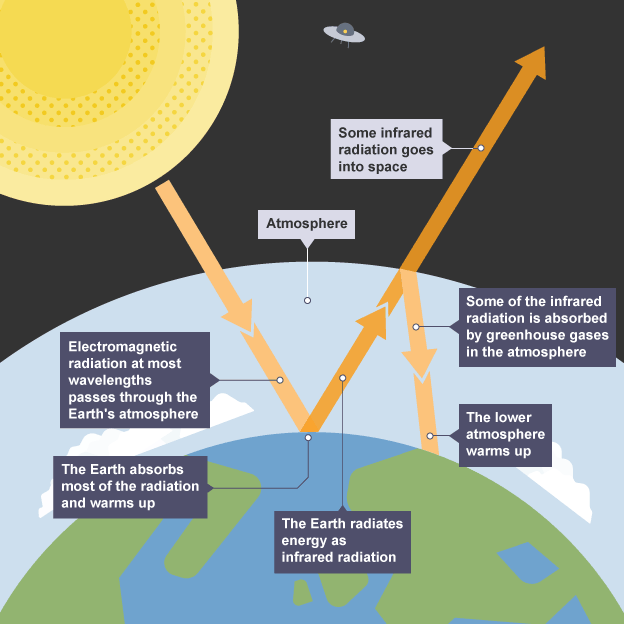 Some infrared
radiation goes
into space
Atmosphere
Some of the infrared
radiation is absorbed
by greenhouse gases
in the atmosphere
Electromagnetic
radiation at most
wavelengths
passes through the
Earth's atmosphere
The lower
atmosphere
warms up
The Earth absorbs
most of the radiation
and warms up
The Earth radiates
energy as
infrared radiation